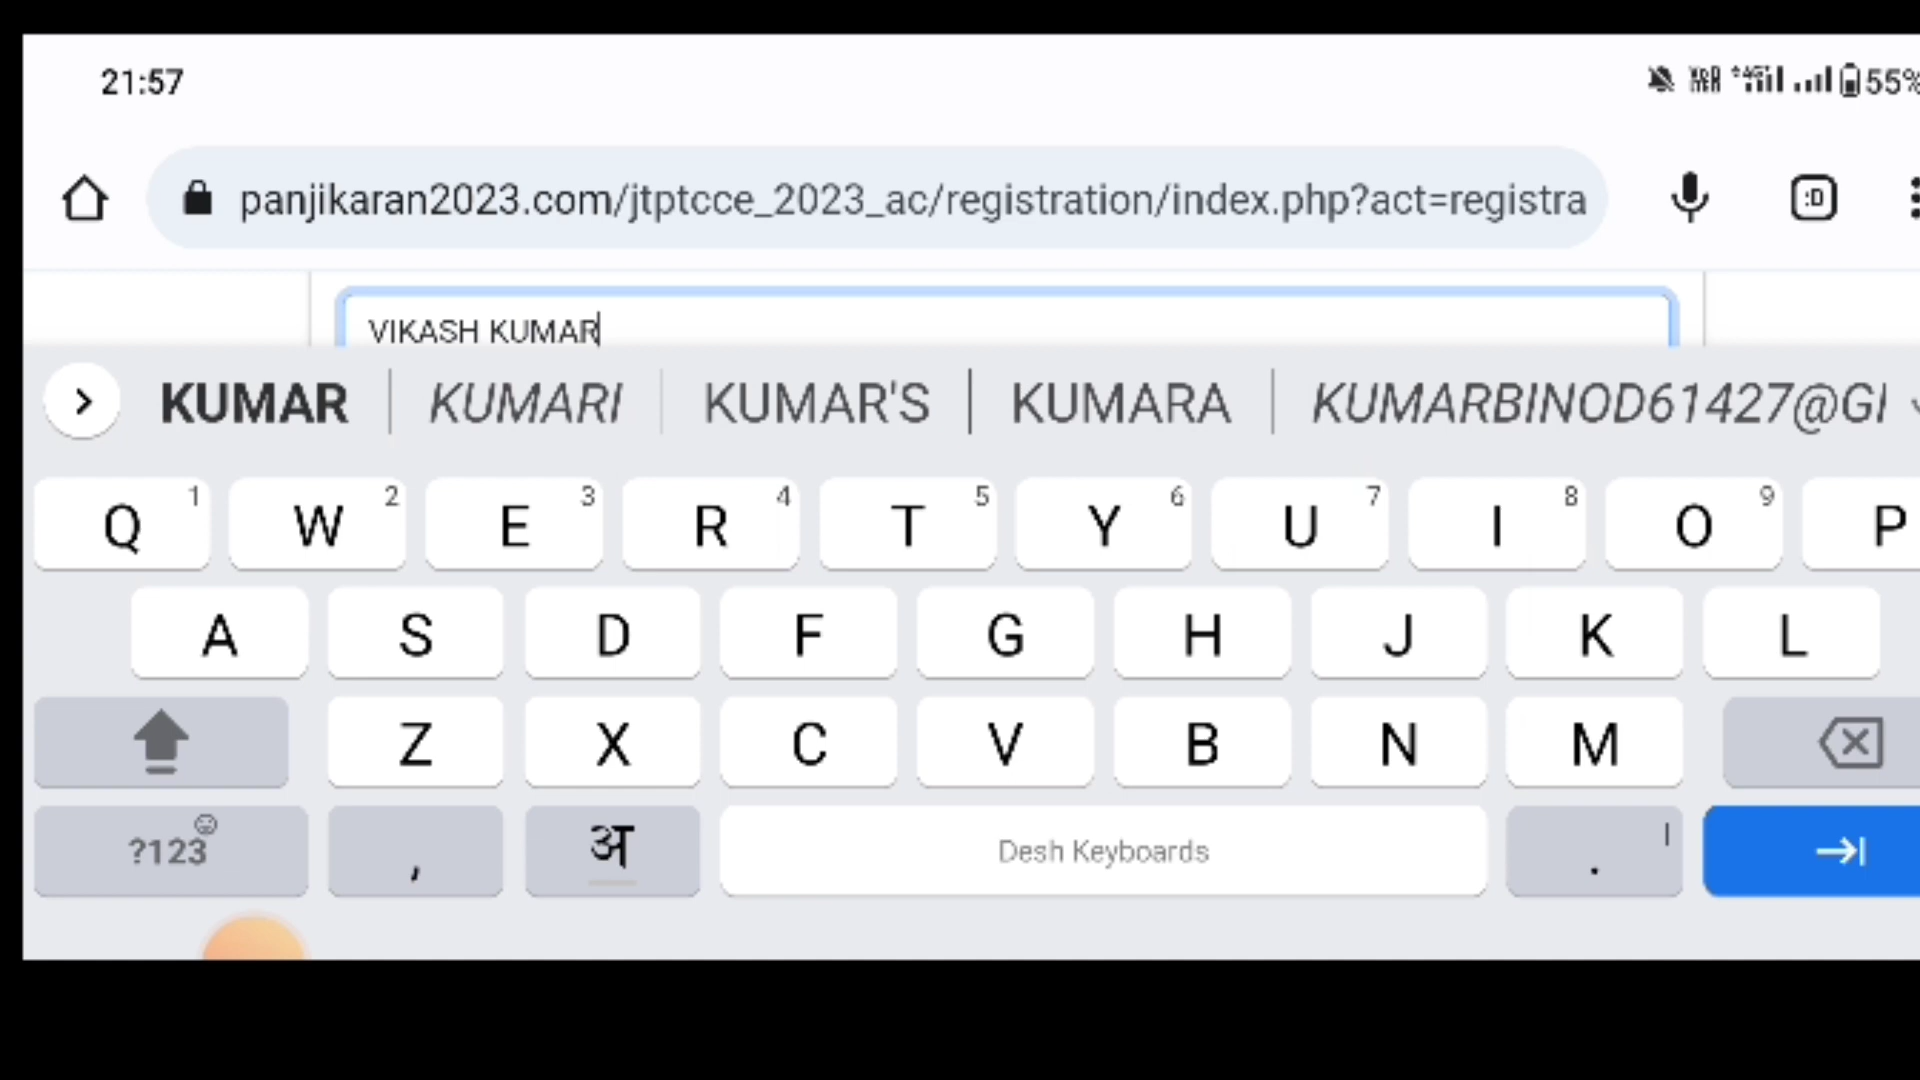 21:57 55%
panjikaran2023.com/jtptcce_2023_ac/registration/index.php?act=registra :D
VIKASH KUMAR
KUMAR KUMARI KUMAR'S KUMARA KUMARBINOD61427@G
Q 1 W 2 E 3 R 4 T 5 Y 6 U 7 I 8 O 9 P
A S D F G H J K L
Z X C V B N M
?123 , अ Desh Keyboards . |